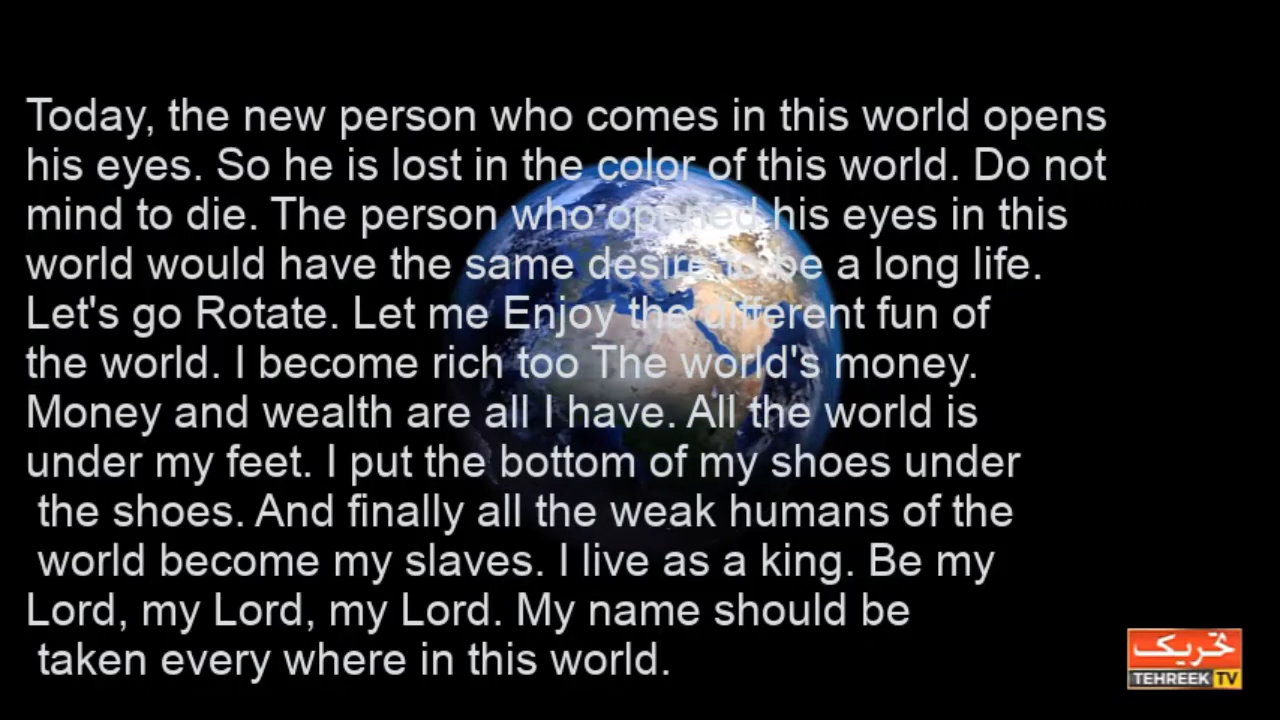 Today, the new person who comes in this world opens
his eyes. So he is lost in the color of this world. Do not
mind to die. The person who opened his eyes in this
world would have the same desire to be a long life.
Let's go Rotate. Let me Enjoy the different fun of
the world. I become rich too The world's money.
Money and wealth are all I have. All the world is
under my feet. I put the bottom of my shoes under
the shoes. And finally all the weak humans of the
world become my slaves. I live as a king. Be my
Lord, my Lord, my Lord. My name should be
taken every where in this world.
تحریک
TEHREEK TV